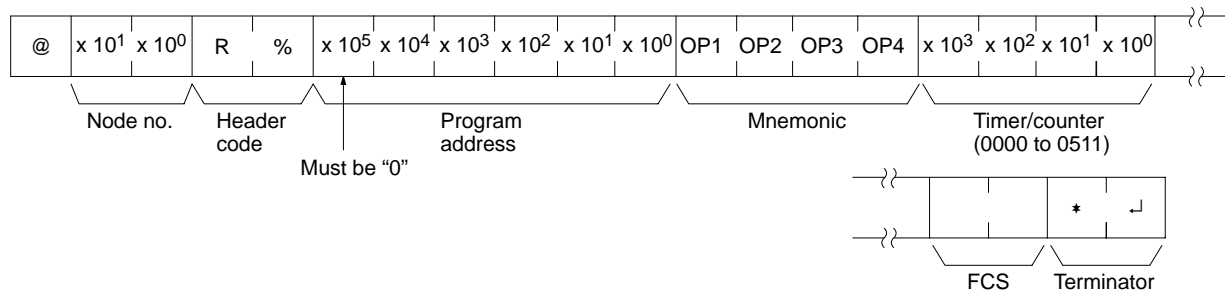 @ x 10¹ x 10⁰ R % x 10⁵ x 10⁴ x 10³ x 10² x 10¹ x 10⁰ OP1 OP2 OP3 OP4 x 10³ x 10² x 10¹ x 10⁰
Node no.
Header
code
Program
address
Mnemonic
Timer/counter
(0000 to 0511)
Must be “0”
* ↵
FCS
Terminator